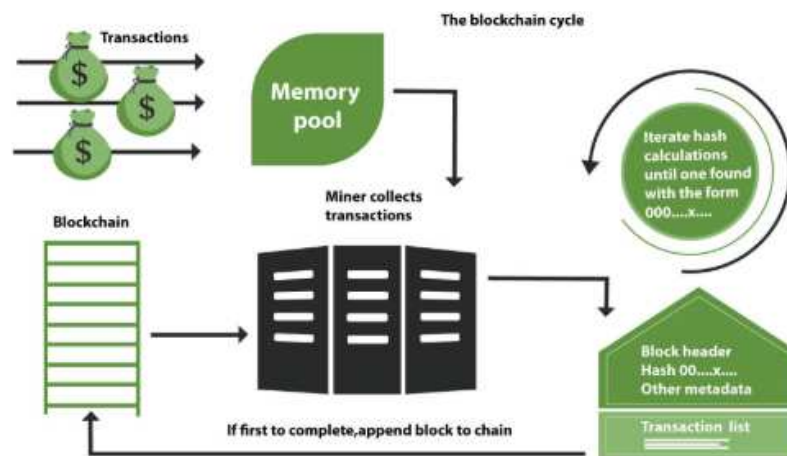 The blockchain cycle
Transactions
$
$
$
Memory
pool
Iterate hash
calculations
until one found
with the form
000....x....
Miner collects
transactions
Blockchain
Block header
Hash 00....x....
Other metadata
Transaction list
If first to complete,append block to chain